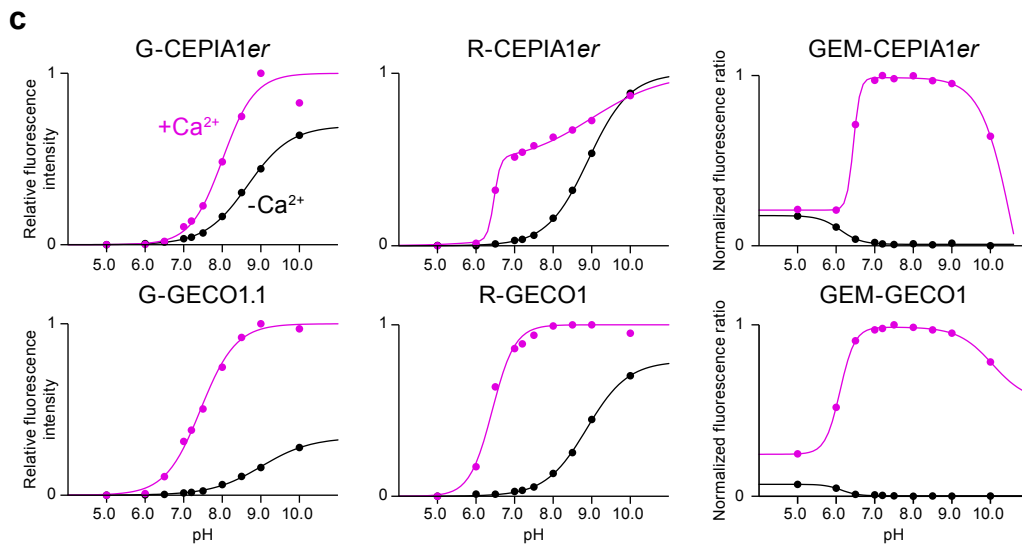 c
G-CEPIA1er
R-CEPIA1er
GEM-CEPIA1er
Relative fluorescence
intensity
1
0
+Ca²⁺
-Ca²⁺
5.0 6.0 7.0 8.0 9.0 10.0
1
0
5.0 6.0 7.0 8.0 9.0 10.0
Normalized fluorescence ratio
1
0
4.0 5.0 6.0 7.0 8.0 9.0 10.0
G-GECO1.1
R-GECO1
GEM-GECO1
Relative fluorescence
intensity
1
0
5.0 6.0 7.0 8.0 9.0 10.0
pH
1
0
5.0 6.0 7.0 8.0 9.0 10.0
pH
Normalized fluorescence ratio
1
0
4.0 5.0 6.0 7.0 8.0 9.0 10.0
pH